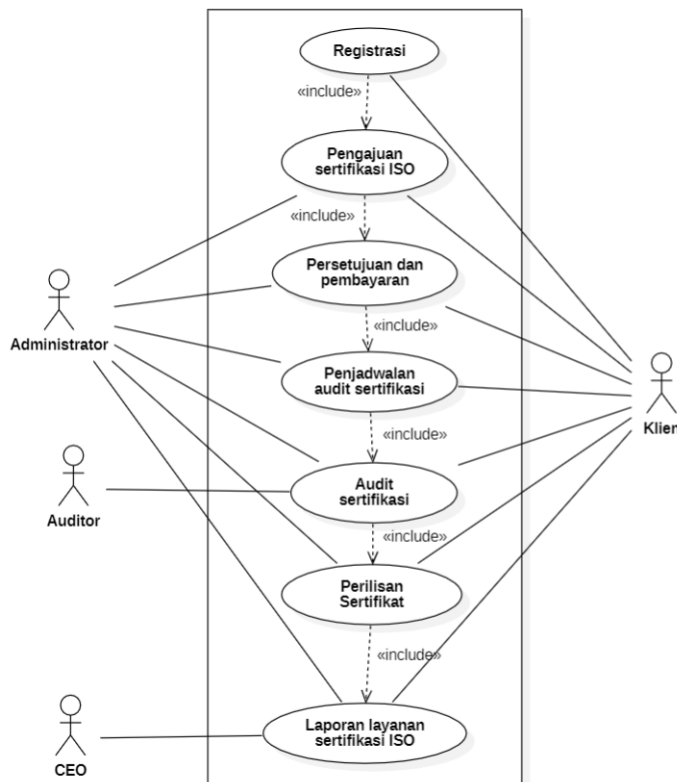 Registrasi
«include»
Pengajuan
sertifikasi ISO
«include»
Persetujuan dan
pembayaran
Administrator
«include»
Penjadwalan
audit sertifikasi
Klien
«include»
Audit
sertifikasi
Auditor
«include»
Perilisan
Sertifikat
«include»
Laporan layanan
sertifikasi ISO
CEO